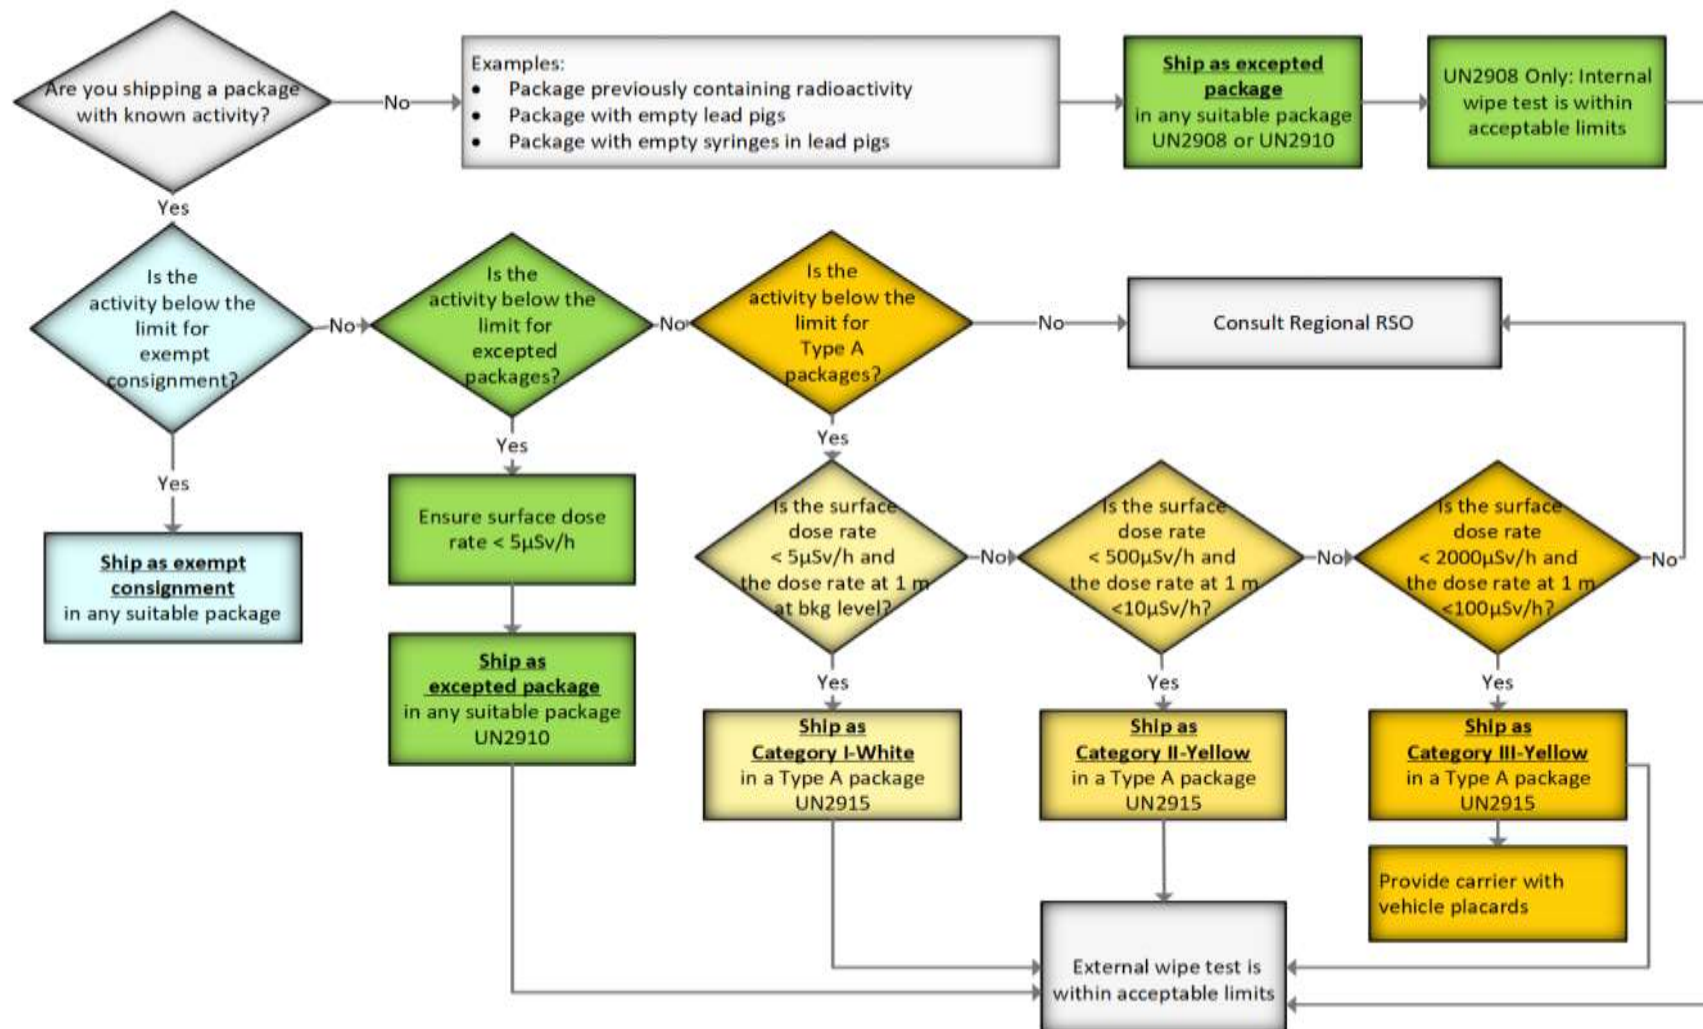 Are you shipping a package
with known activity?
No
Examples:
• Package previously containing radioactivity
• Package with empty lead pigs
• Package with empty syringes in lead pigs
Ship as excepted
package
in any suitable package
UN2908 or UN2910
UN2908 Only: Internal
wipe test is within
acceptable limits
Yes
Is the
activity below the
limit for
exempt
consignment?
No
Is the
activity below the
limit for
excepted
packages?
No
Is the
activity below the
limit for
Type A
packages?
No
Consult Regional RSO
Yes
Ship as exempt
consignment
in any suitable package
Yes
Ensure surface dose
rate < 5µSv/h
Ship as
excepted package
in any suitable package
UN2910
Yes
Is the surface
dose rate
< 5µSv/h and
the dose rate at 1 m
at bkg level?
No
Is the surface
dose rate
< 500µSv/h and
the dose rate at 1 m
<10µSv/h?
No
Is the surface
dose rate
< 2000µSv/h and
the dose rate at 1 m
<100µSv/h?
No
Yes
Ship as
Category I-White
in a Type A package
UN2915
Yes
Ship as
Category II-Yellow
in a Type A package
UN2915
Yes
Ship as
Category III-Yellow
in a Type A package
UN2915
Provide carrier with
vehicle placards
External wipe test is
within acceptable limits